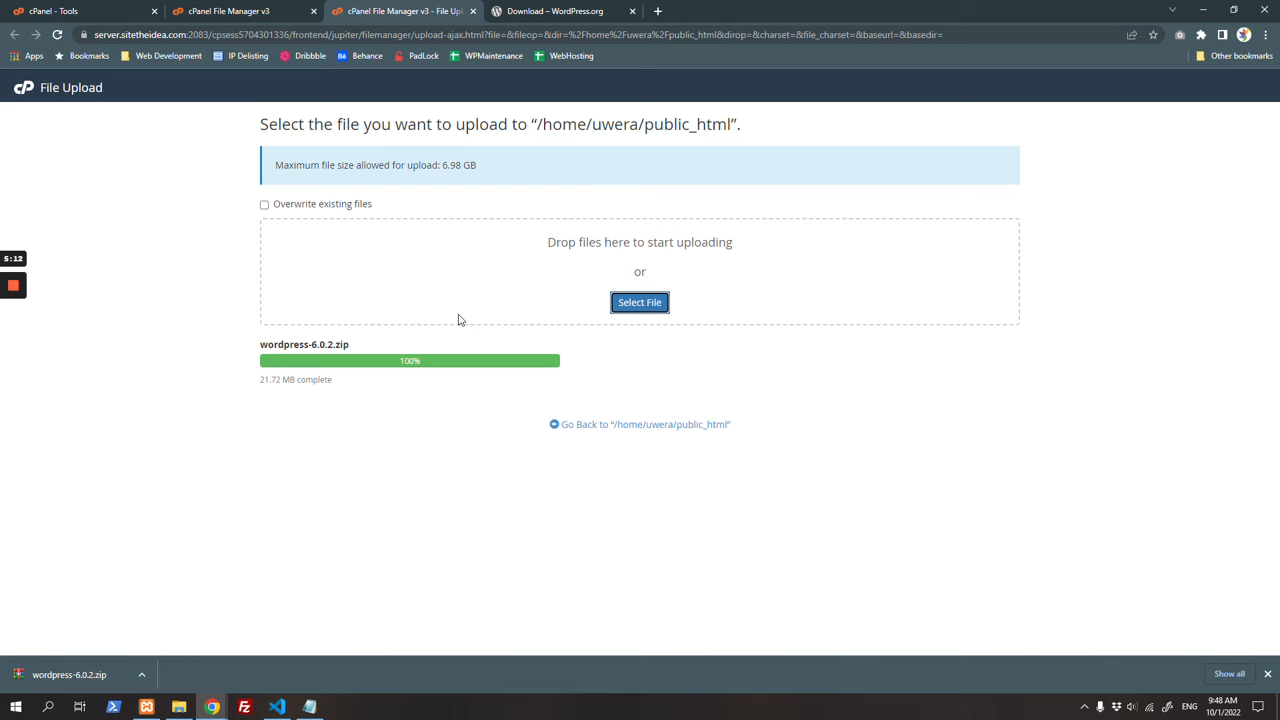 cPanel - Tools
cPanel File Manager v3
cPanel File Manager v3 - File Upl
Download – WordPress.org
server.sitetheidea.com:2083/cpsess5704301336/frontend/jupiter/filemanager/upload-ajax.html?file=&fileop=&dir=%2Fhome%2Fuwera%2Fpublic_html&drop=&charset=&file_charset=&baseurl=&basedir=
Apps
Bookmarks
Web Development
IP Delisting
Dribbble
Behance
PadLock
WPMaintenance
WebHosting
Other bookmarks
cP File Upload
Select the file you want to upload to “/home/uwera/public_html”.
Maximum file size allowed for upload: 6.98 GB
Overwrite existing files
Drop files here to start uploading
5:12
or
Select File
wordpress-6.0.2.zip
100%
21.72 MB complete
Go Back to “/home/uwera/public_html”
wordpress-6.0.2.zip
Show all
ENG
9:48 AM
10/1/2022